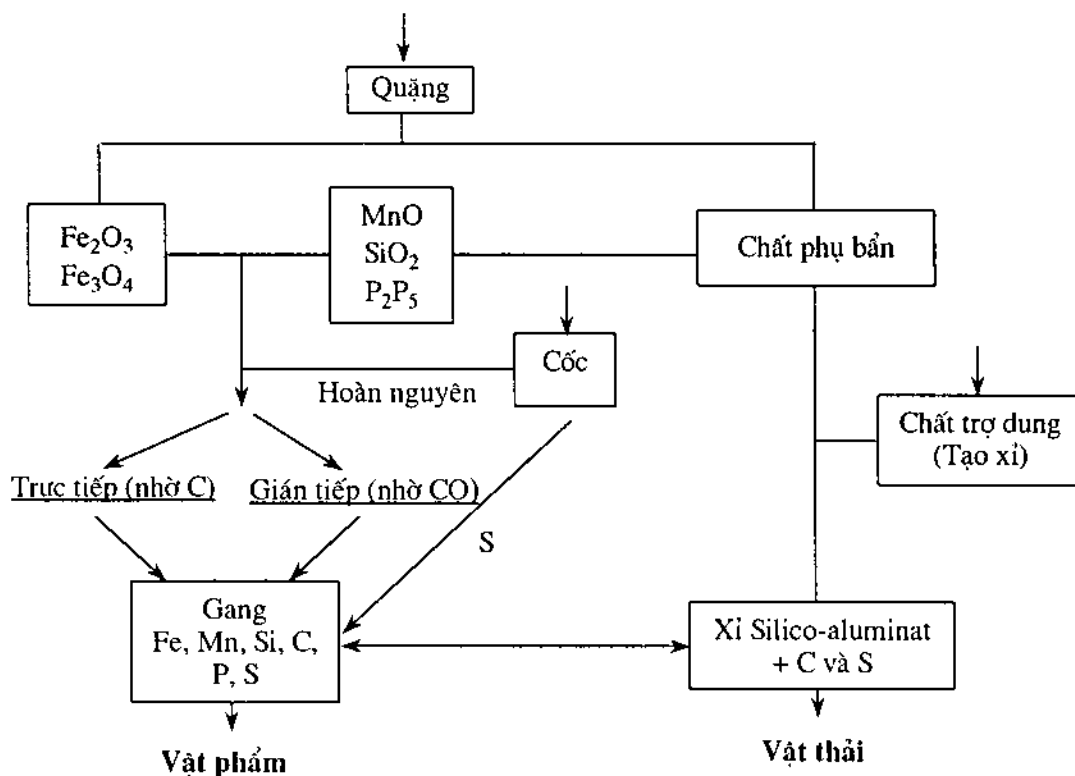 Quặng
Fe₂O₃
Fe₃O₄
MnO
SiO₂
P₂P₅
Chất phụ bẩn
Cốc
Hoàn nguyên
Chất trợ dung
(Tạo xỉ)
Trực tiếp (nhờ C)
Gián tiếp (nhờ CO)
S
Gang
Fe, Mn, Si, C,
P, S
Xỉ Silico-aluminat
+ C và S
Vật phẩm
Vật thải